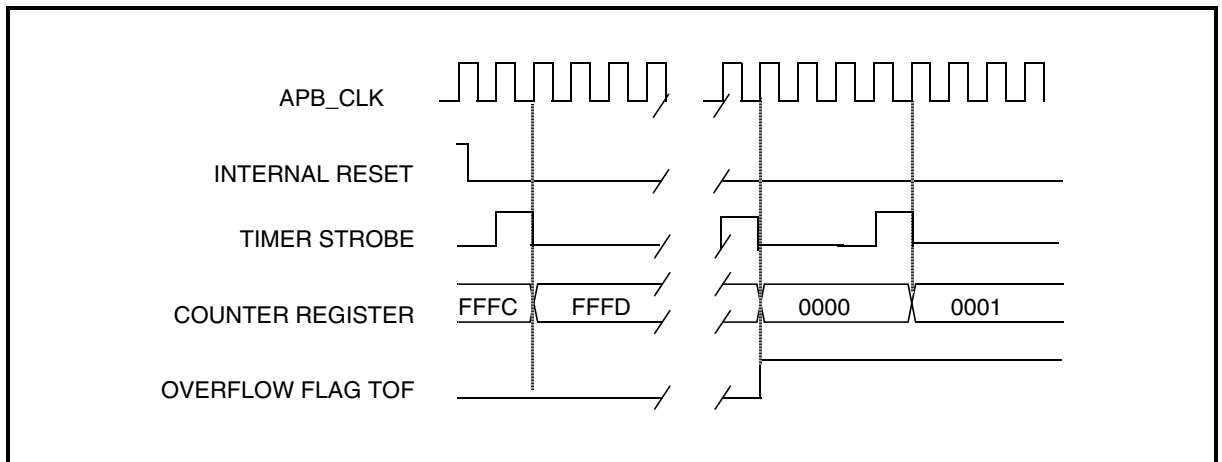 APB_CLK
INTERNAL RESET
TIMER STROBE
COUNTER REGISTER FFFC FFFD 0000 0001
OVERFLOW FLAG TOF